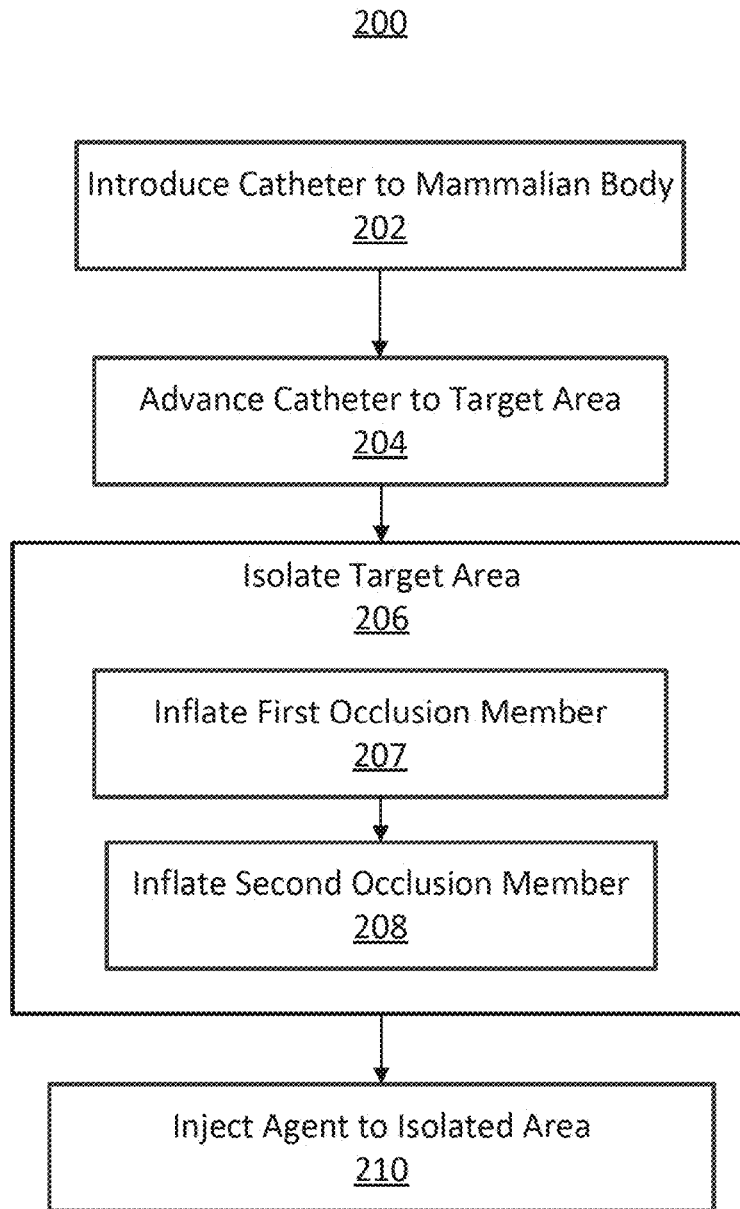 200
Introduce Catheter to Mammalian Body
202
Advance Catheter to Target Area
204
Isolate Target Area
206
Inflate First Occlusion Member
207
Inflate Second Occlusion Member
208
Inject Agent to Isolated Area
210